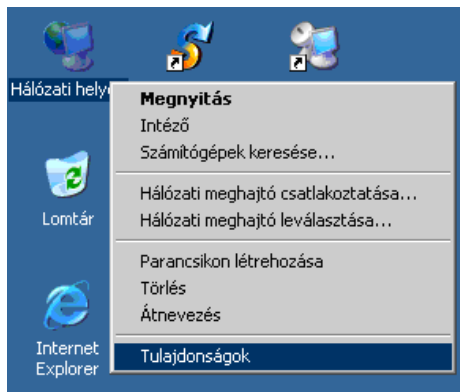 Hálózati hely
Megnyitás
Intéző
Számítógépek keresése...
Hálózati meghajtó csatlakoztatása...
Hálózati meghajtó leválasztása...
Parancsikon létrehozása
Törlés
Átnevezés
Tulajdonságok
Lomtár
Internet
Explorer